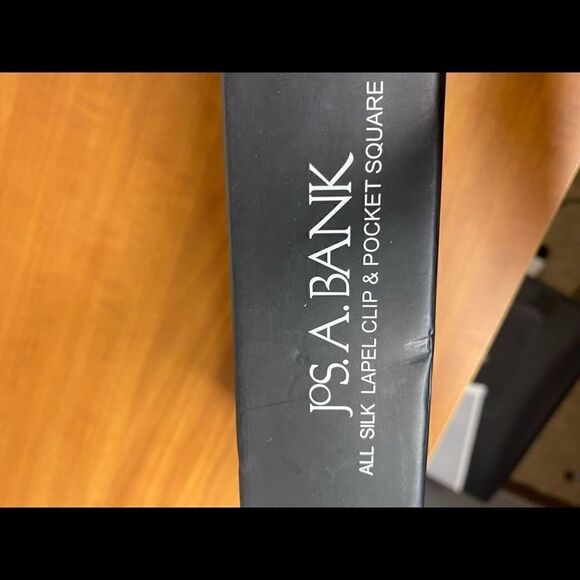 JOS. A. BANK
ALL SILK LAPEL CLIP & POCKET SQUARE